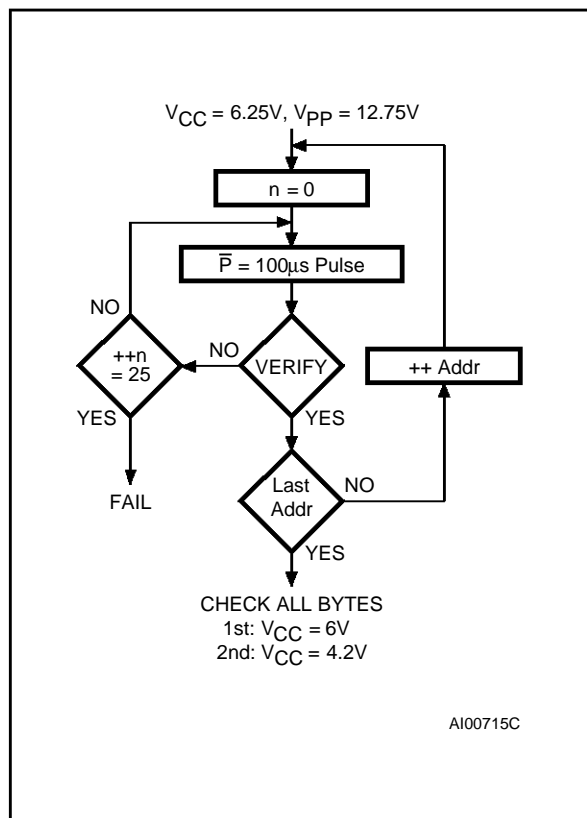 VCC = 6.25V, VPP = 12.75V
n = 0
P̅ = 100µs Pulse
NO
++n
= 25
NO
VERIFY
++ Addr
YES
YES
FAIL
Last
Addr
NO
YES
CHECK ALL BYTES
1st: VCC = 6V
2nd: VCC = 4.2V
AI00715C